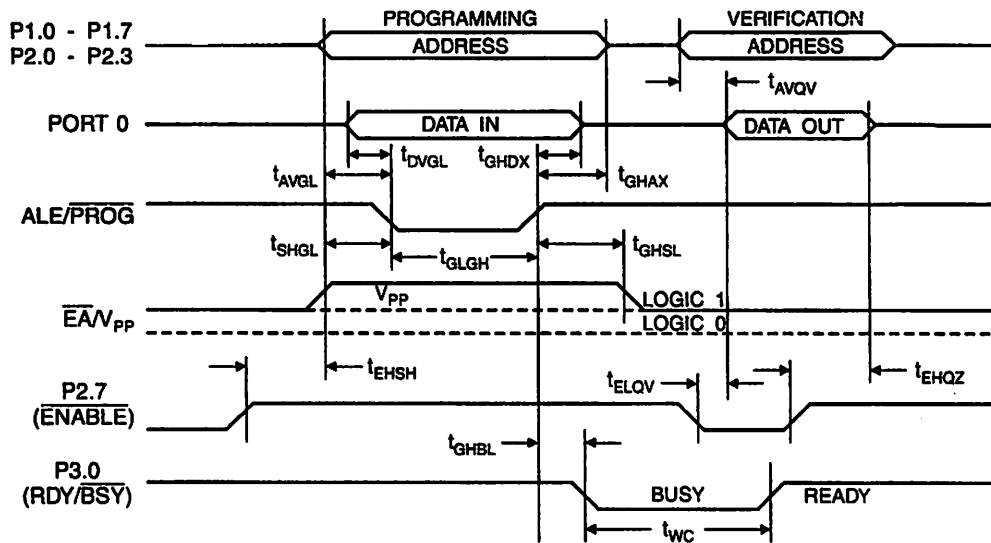 PROGRAMMING VERIFICATION
P1.0 - P1.7
P2.0 - P2.3
ADDRESS ADDRESS
tAVQV
PORT 0 DATA IN DATA OUT
tDVGL tGHDX
tAVGL tGHAX
ALE/PROG
tSHGL tGLGH tGHSL
VPP
EA/VPP LOGIC 1
LOGIC 0
tEHSH tELQV tEHQZ
P2.7
(ENABLE)
tGHBL
P3.0
(RDY/BSY) BUSY READY
tWC